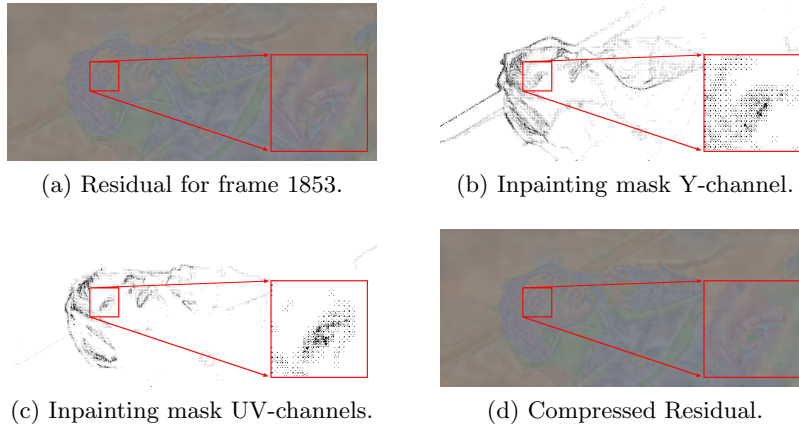 (a) Residual for frame 1853.
(b) Inpainting mask Y-channel.
(c) Inpainting mask UV-channels.
(d) Compressed Residual.